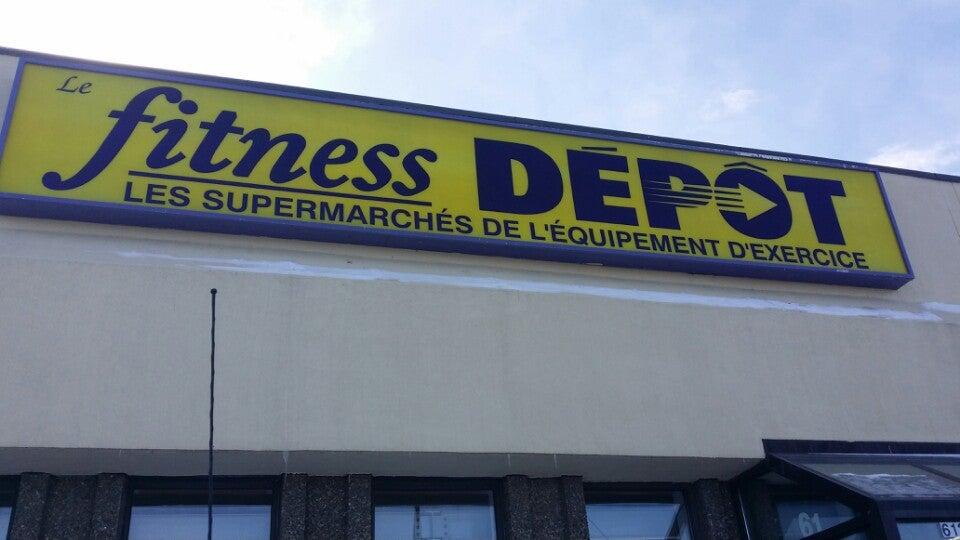 Le fitness DÉPÔT
LES SUPERMARCHÉS DE L'ÉQUIPEMENT D'EXERCICE
61